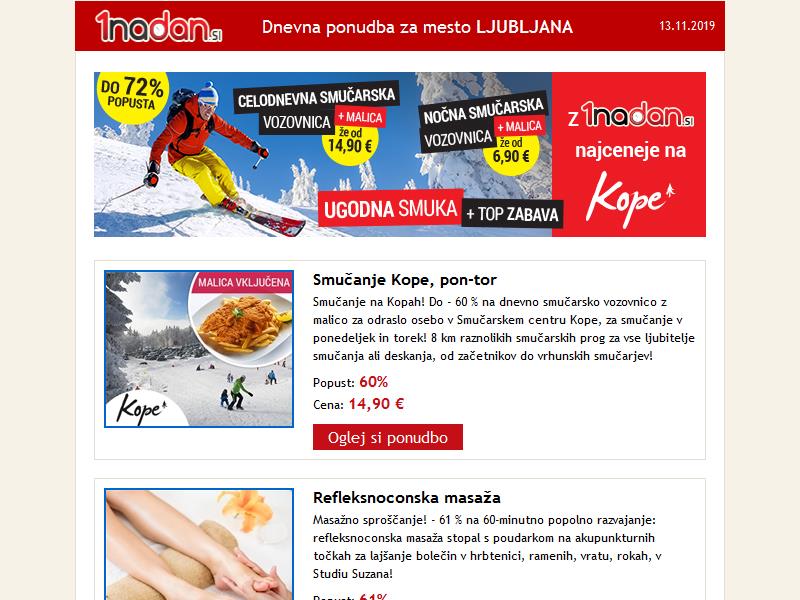 1nadan.si
Dnevna ponudba za mesto LJUBLJANA
13.11.2019
DO 72%
POPUSTA
CELODNEVNA SMUČARSKA
VOZOVNICA + MALICA
že od
14,90 €
NOČNA SMUČARSKA
VOZOVNICA + MALICA
že od
6,90 €
UGODNA SMUKA + TOP ZABAVA
z 1nadan.si
najceneje na
Kope
MALICA VKLJUČENA
Kope
Smučanje Kope, pon-tor
Smučanje na Kopah! Do - 60 % na dnevno smučarsko vozovnico z
malico za odraslo osebo v Smučarskem centru Kope, za smučanje v
ponedeljek in torek! 8 km raznolikih smučarskih prog za vse ljubitelje
smučanja ali deskanja, od začetnikov do vrhunskih smučarjev!
Popust: 60%
Cena: 14,90 €
Oglej si ponudbo
Refleksnoconska masaža
Masažno sproščanje! - 61 % na 60-minutno popolno razvajanje:
refleksnoconska masaža stopal s poudarkom na akupunkturnih
točkah za lajšanje bolečin v hrbtenici, ramenih, vratu, rokah, v
Studiu Suzana!
Popust: 61%